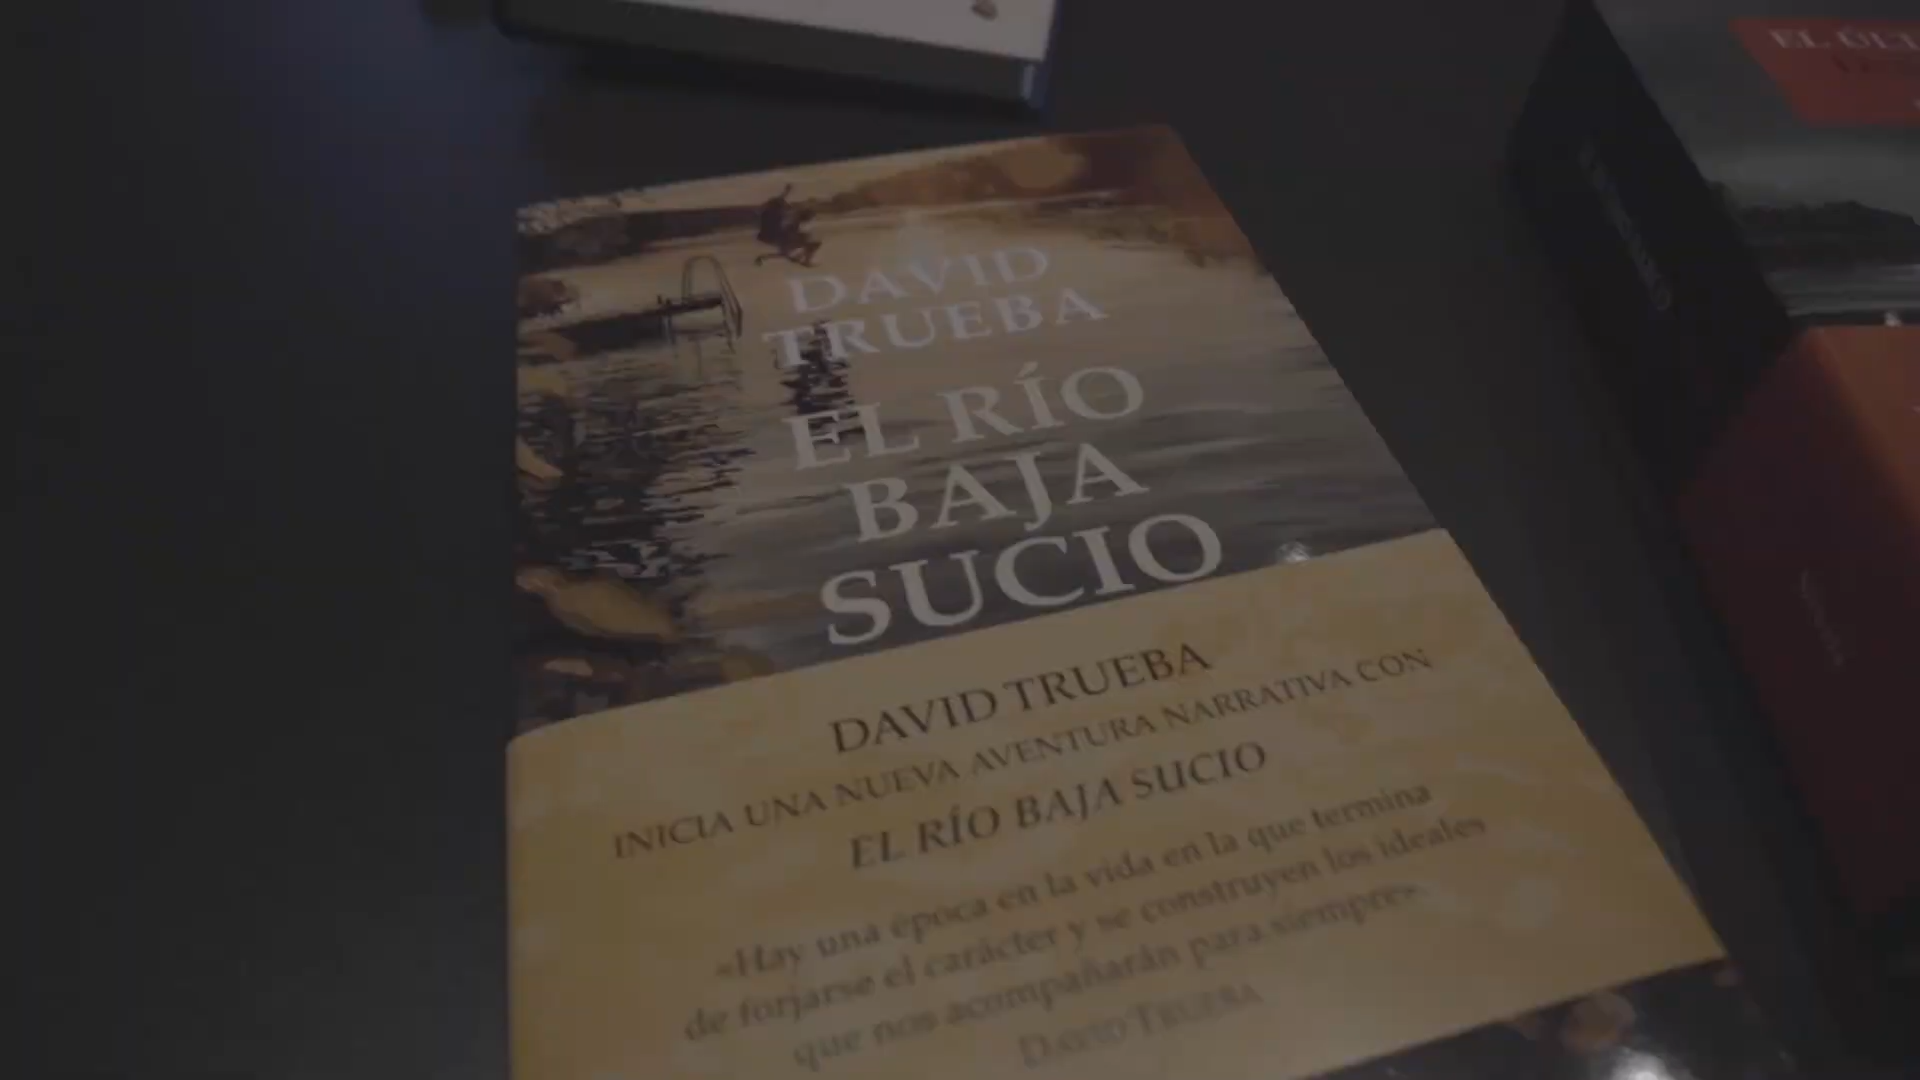 DAVID
TRUEBA
EL RÍO
BAJA
SUCIO
DAVID TRUEBA
INICIA UNA NUEVA AVENTURA NARRATIVA CON
EL RÍO BAJA SUCIO
«Hay una época en la vida en la que termina
de forjarse el carácter y se construyen los ideales
que nos acompañarán para siempre»
DAVID TRUEBA
EL